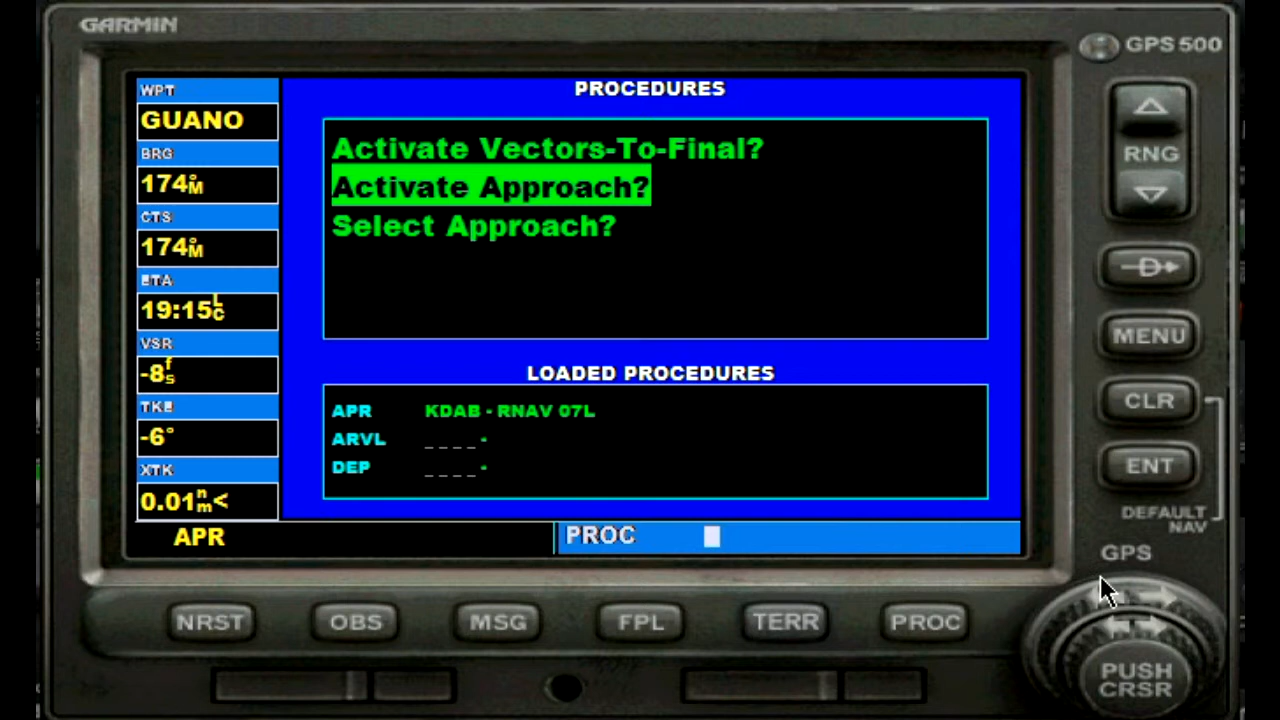 GARMIN
GPS 500
WPT
GUANO
BRG
174°M
CTS
174°M
ETA
19:15LC
VSR
-8fs
TKE
-6°
XTK
0.01nm<
PROCEDURES
Activate Vectors-To-Final?
Activate Approach?
Select Approach?
LOADED PROCEDURES
APR KDAB - RNAV 07L
ARVL _ _ _ _ -
DEP _ _ _ _ -
APR
PROC
RNG
D
MENU
CLR
ENT
DEFAULT
NAV
GPS
NRST OBS MSG FPL TERR PROC
PUSH
CRSR